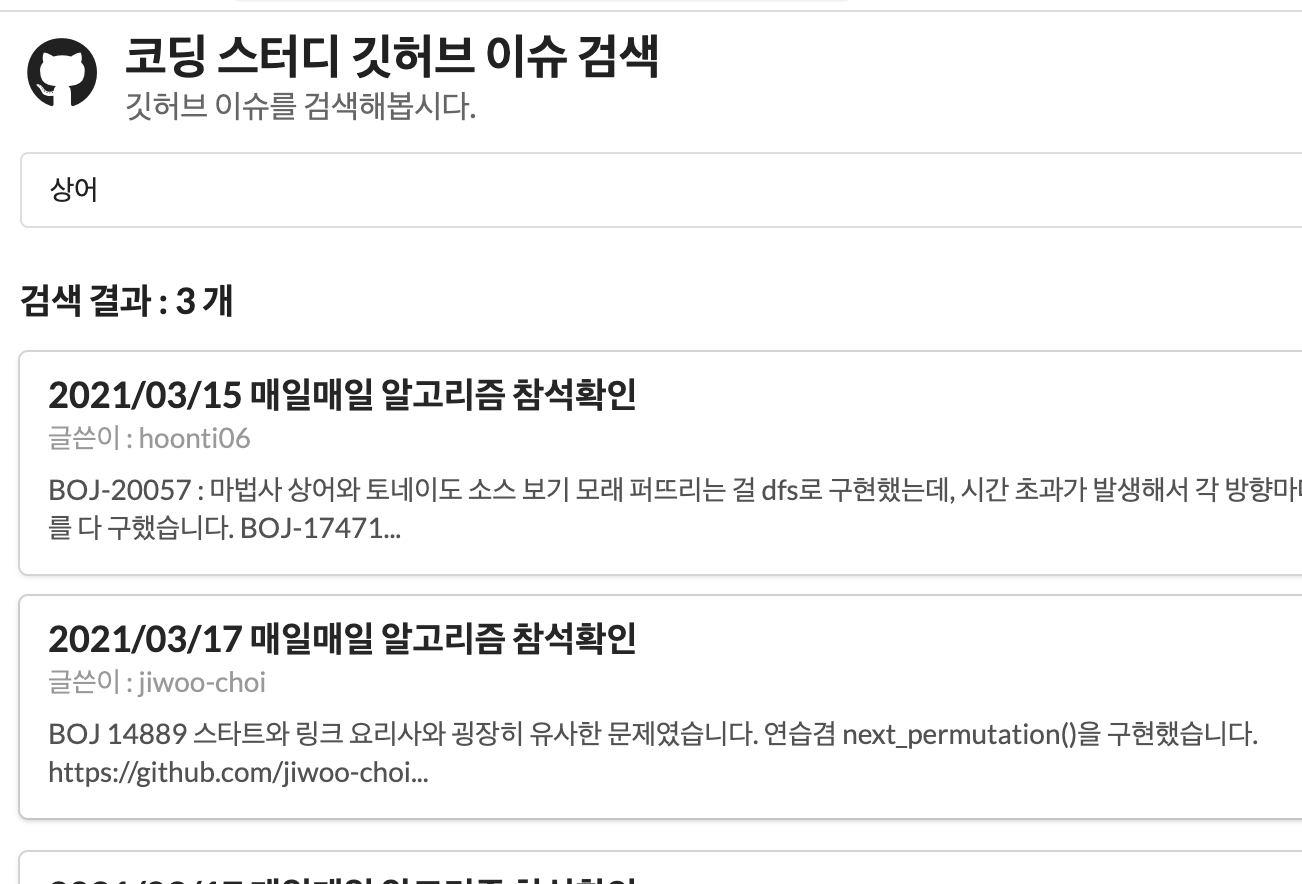 코딩 스터디 깃허브 이슈 검색
깃허브 이슈를 검색해봅시다.
상어
검색 결과 : 3 개
2021/03/15 매일매일 알고리즘 참석확인
글쓴이 : hoonti06
BOJ-20057 : 마법사 상어와 토네이도 소스 보기 모래 퍼뜨리는 걸 dfs로 구현했는데, 시간 초과가 발생해서 각 방향마
를 다 구했습니다. BOJ-17471...
2021/03/17 매일매일 알고리즘 참석확인
글쓴이 : jiwoo-choi
BOJ 14889 스타트와 링크 요리사와 굉장히 유사한 문제였습니다. 연습겸 next_permutation()을 구현했습니다.
https://github.com/jiwoo-choi...